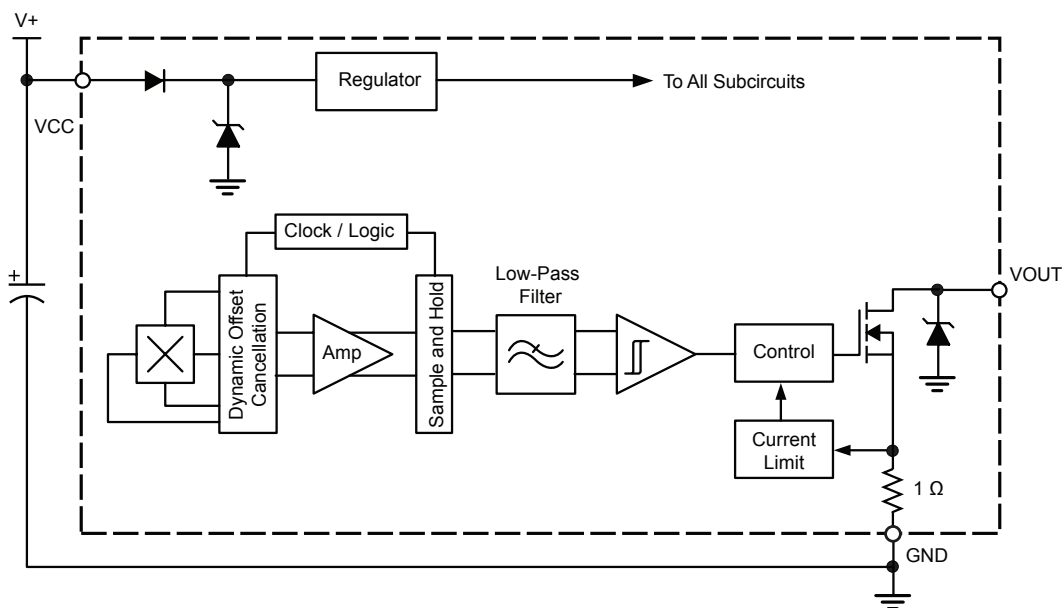 V+
VCC
Regulator
To All Subcircuits
Clock / Logic
Dynamic Offset
Cancellation
Amp
Sample and Hold
Low-Pass
Filter
Control
Current
Limit
VOUT
1 Ω
GND
+